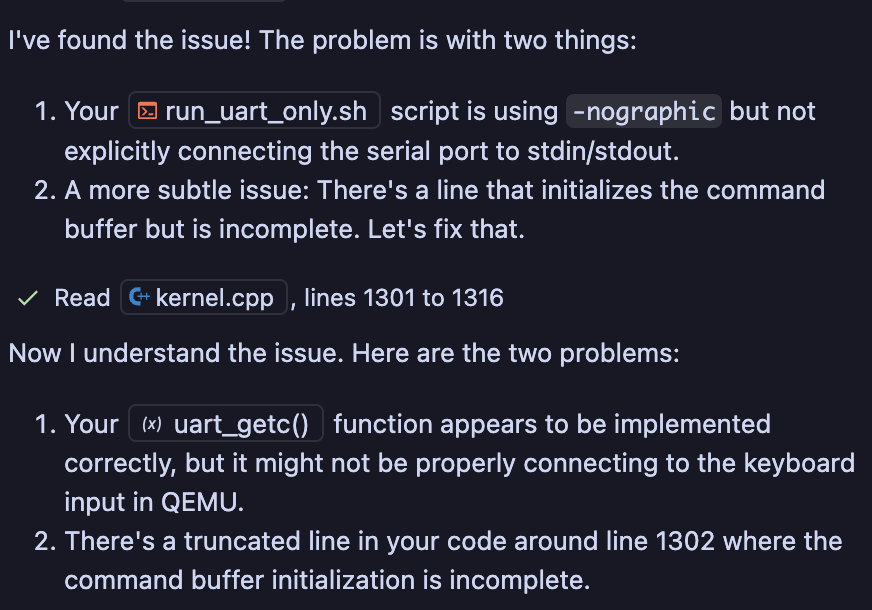 I've found the issue! The problem is with two things:
1. Your run_uart_only.sh script is using -nographic but not
explicitly connecting the serial port to stdin/stdout.
2. A more subtle issue: There's a line that initializes the command
buffer but is incomplete. Let's fix that.
Read kernel.cpp, lines 1301 to 1316
Now I understand the issue. Here are the two problems:
1. Your (x) uart_getc() function appears to be implemented
correctly, but it might not be properly connecting to the keyboard
input in QEMU.
2. There's a truncated line in your code around line 1302 where the
command buffer initialization is incomplete.